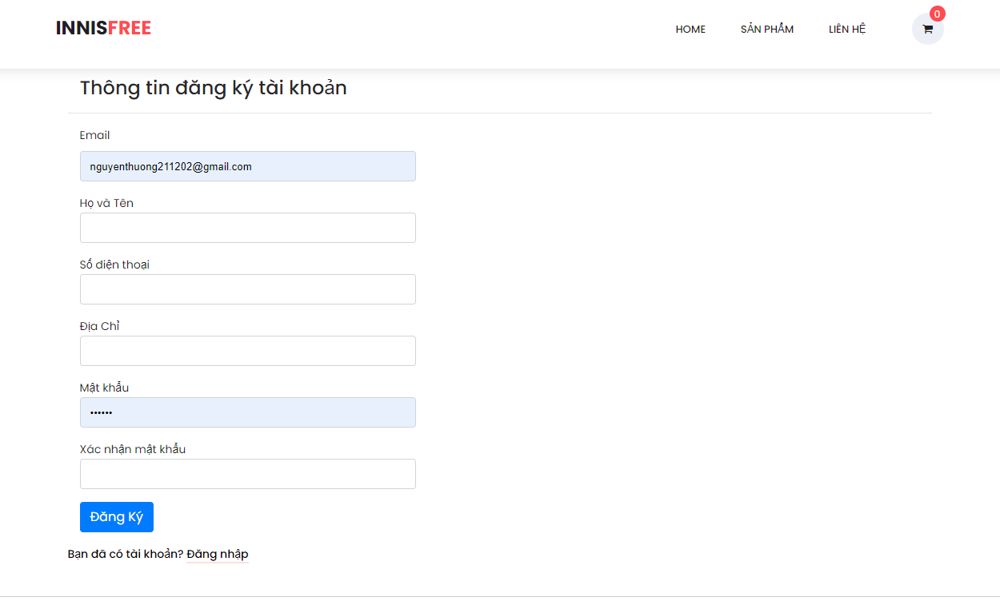 INNISFREE
HOME SẢN PHẨM LIÊN HỆ 0
Thông tin đăng ký tài khoản
Email
nguyenthuong211202@gmail.com
Họ và Tên
Số điện thoại
Địa Chỉ
Mật khẩu
••••••
Xác nhận mật khẩu
Đăng Ký
Bạn đã có tài khoản? Đăng nhập